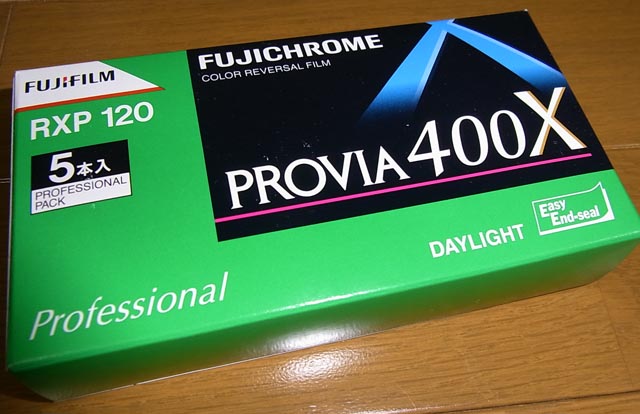 FUJIFILM
RXP 120
5本入
PROFESSIONAL
PACK
FUJICHROME
COLOR REVERSAL FILM
PROVIA 400X
DAYLIGHT
Easy
End-seal
Professional